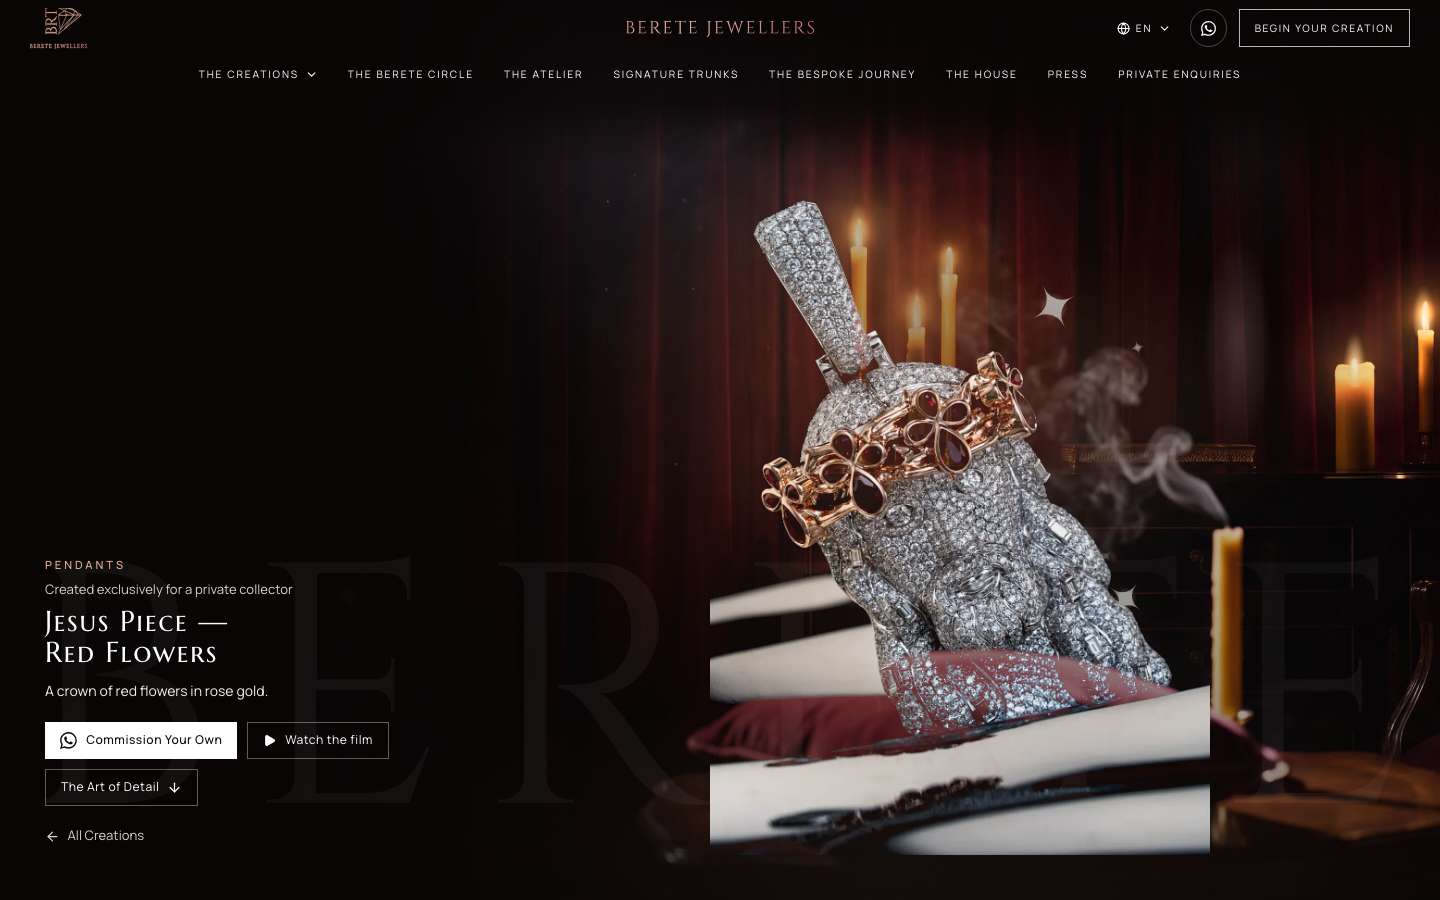 BRT
BERETE JEWELLERS
BERETE JEWELLERS
EN
BEGIN YOUR CREATION
THE CREATIONS
THE BERETE CIRCLE
THE ATELIER
SIGNATURE TRUNKS
THE BESPOKE JOURNEY
THE HOUSE
PRESS
PRIVATE ENQUIRIES
BERETE
PENDANTS
Created exclusively for a private collector
Jesus Piece —
Red Flowers
A crown of red flowers in rose gold.
Commission Your Own
Watch the film
The Art of Detail
All Creations